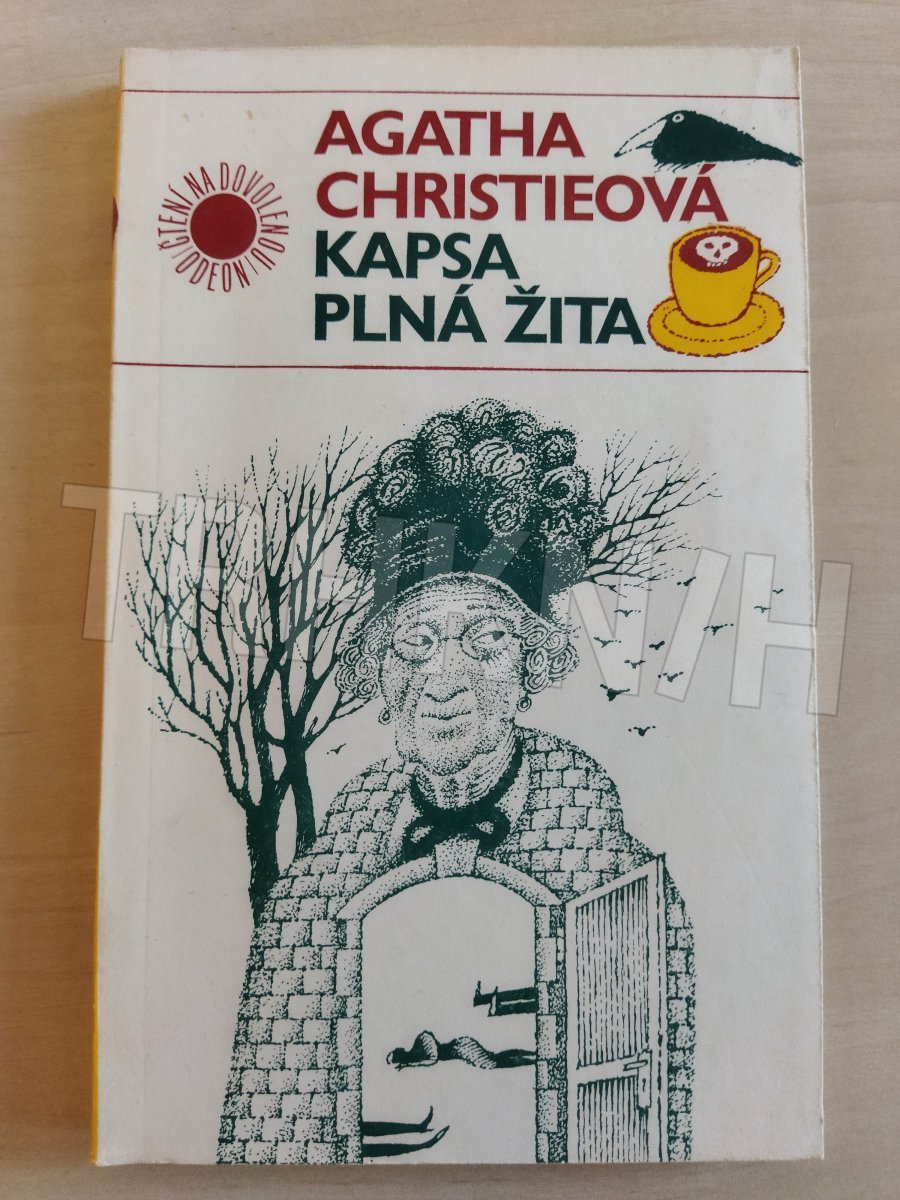 AGATHA
CHRISTIEOVÁ
KAPSA
PLNÁ ŽITA
ČTENÍ NA DOVOLENOU
ODEON